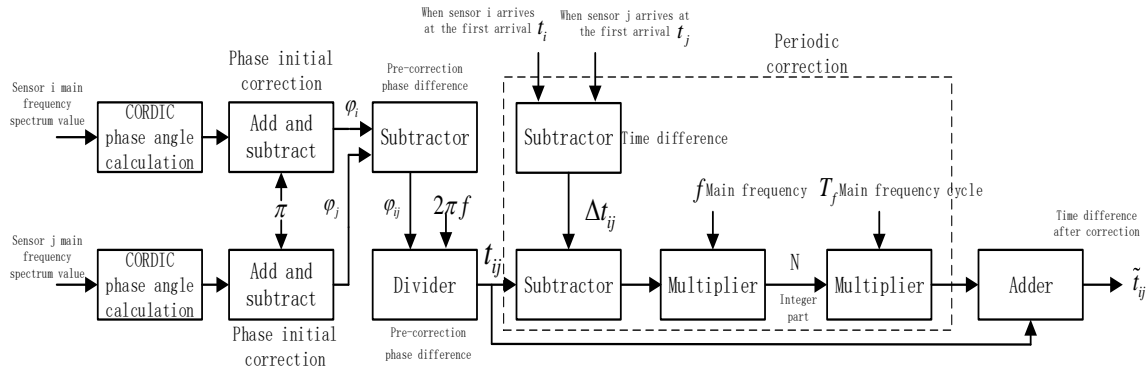 When sensor i arrives
at the first arrival t_i
When sensor j arrives at
the first arrival t_j
Periodic
correction
Phase initial
correction
Pre-correction
phase difference
Sensor i main
frequency
spectrum value
CORDIC
phase angle
calculation
Add and
subtract
φ_i
Subtractor
Subtractor
Time difference
π
φ_j
φ_ij
2πf
Δt_ij
f Main frequency
T_f Main frequency cycle
Sensor j main
frequency
spectrum value
CORDIC
phase angle
calculation
Add and
subtract
Divider
t_ij
Subtractor
Multiplier
N
Integer
part
Multiplier
Adder
Time difference
after correction
t̃_ij
Phase initial
correction
Pre-correction
phase difference